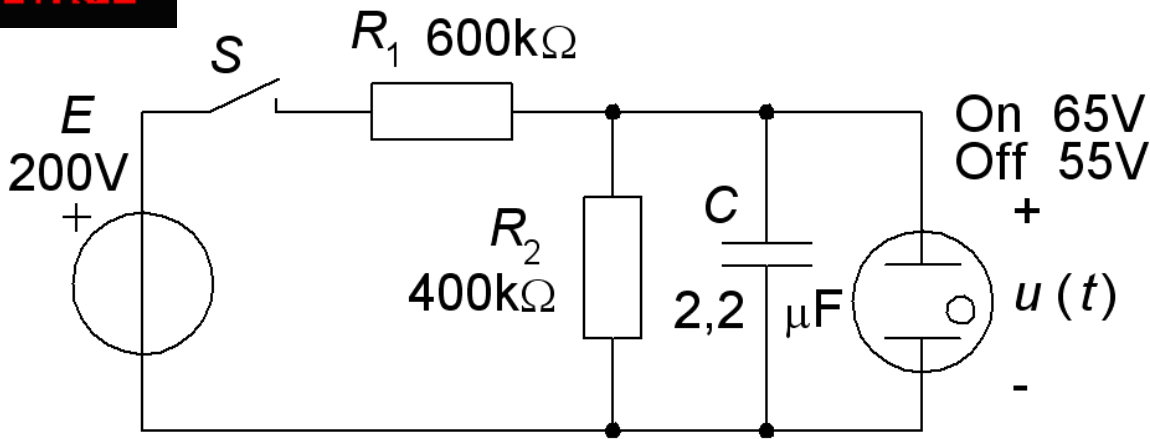 S
R1 600kΩ
E
200V
+
On 65V
Off 55V
+
R2
400kΩ
C
2,2 μF
u(t)
-